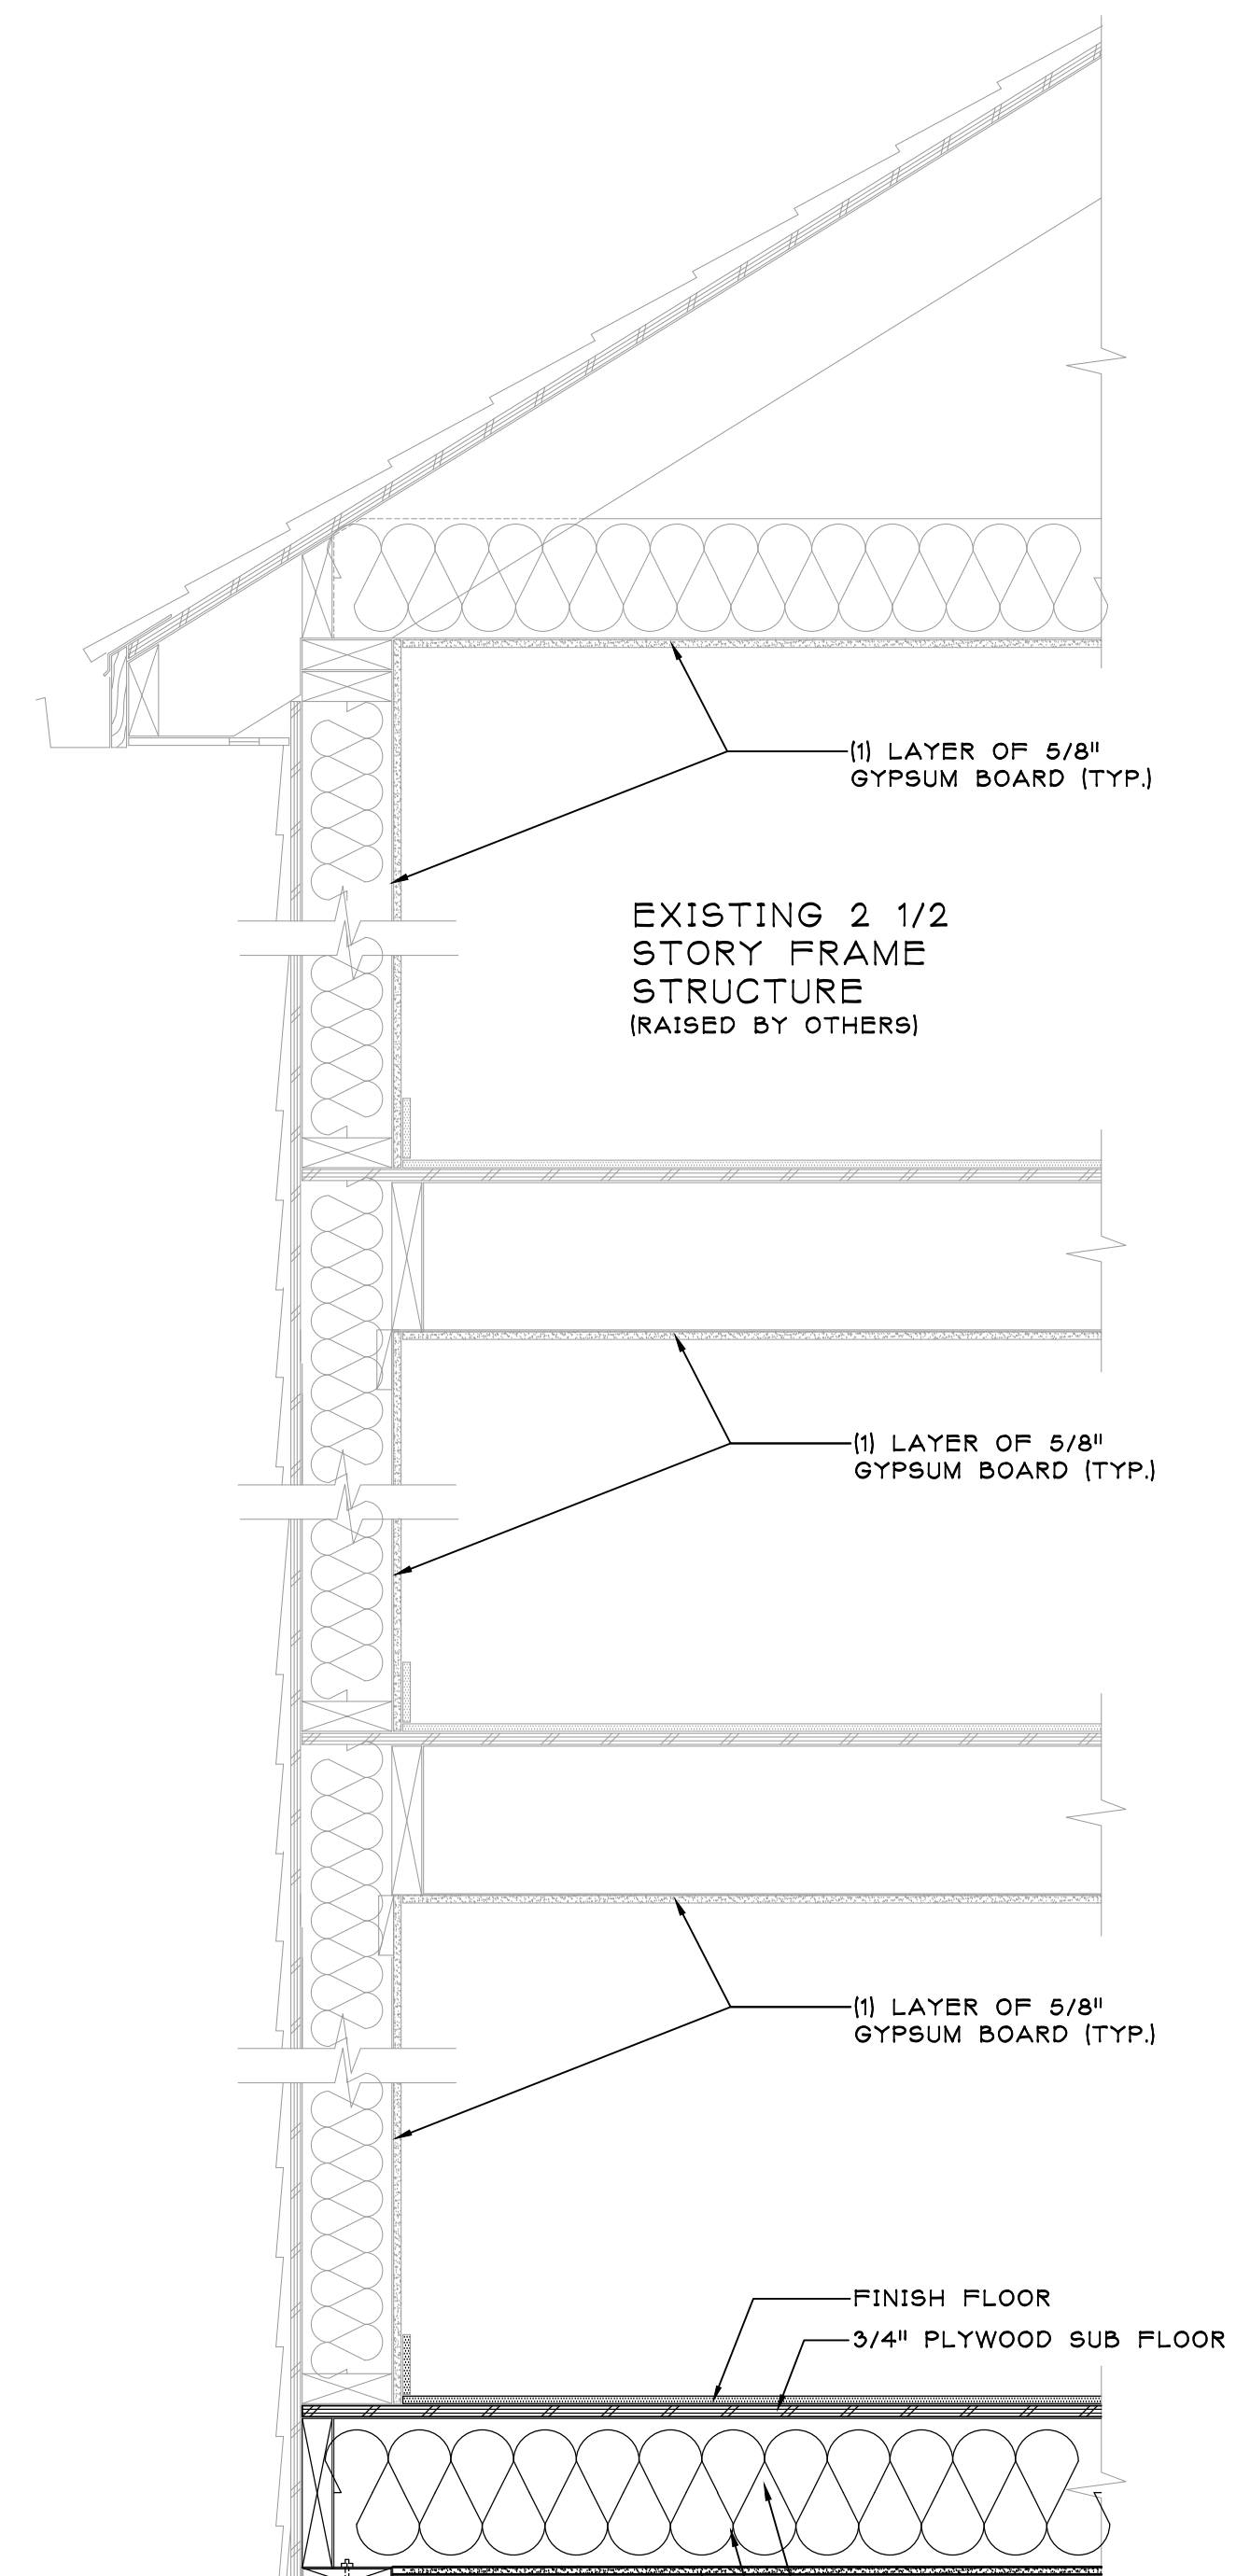 (1) LAYER OF 5/8"
GYPSUM BOARD (TYP.)
EXISTING 2 1/2
STORY FRAME
STRUCTURE
(RAISED BY OTHERS)
(1) LAYER OF 5/8"
GYPSUM BOARD (TYP.)
(1) LAYER OF 5/8"
GYPSUM BOARD (TYP.)
FINISH FLOOR
3/4" PLYWOOD SUB FLOOR